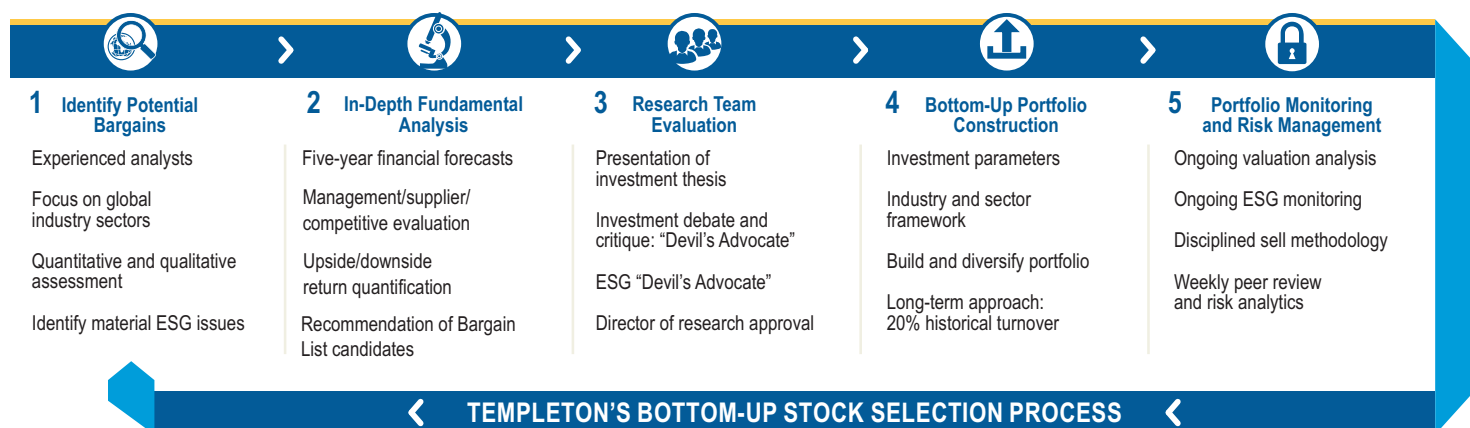 1 Identify Potential
Bargains
Experienced analysts
Focus on global
industry sectors
Quantitative and qualitative
assessment
Identify material ESG issues
2 In-Depth Fundamental
Analysis
Five-year financial forecasts
Management/supplier/
competitive evaluation
Upside/downside
return quantification
Recommendation of Bargain
List candidates
3 Research Team
Evaluation
Presentation of
investment thesis
Investment debate and
critique: “Devil’s Advocate”
ESG “Devil’s Advocate”
Director of research approval
4 Bottom-Up Portfolio
Construction
Investment parameters
Industry and sector
framework
Build and diversify portfolio
Long-term approach:
20% historical turnover
5 Portfolio Monitoring
and Risk Management
Ongoing valuation analysis
Ongoing ESG monitoring
Disciplined sell methodology
Weekly peer review
and risk analytics
TEMPLETON’S BOTTOM-UP STOCK SELECTION PROCESS